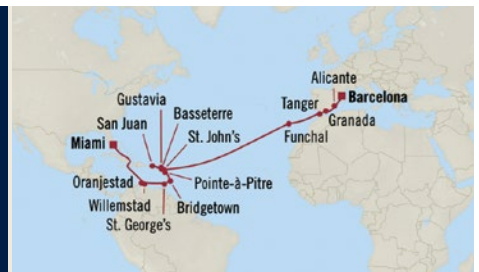 Alicante
Barcelona
Gustavia
Tanger
Basseterre
Granada
San Juan
St. John's
Funchal
Miami
Oranjestad
Pointe-à-Pitre
Willemstad
Bridgetown
St. George's